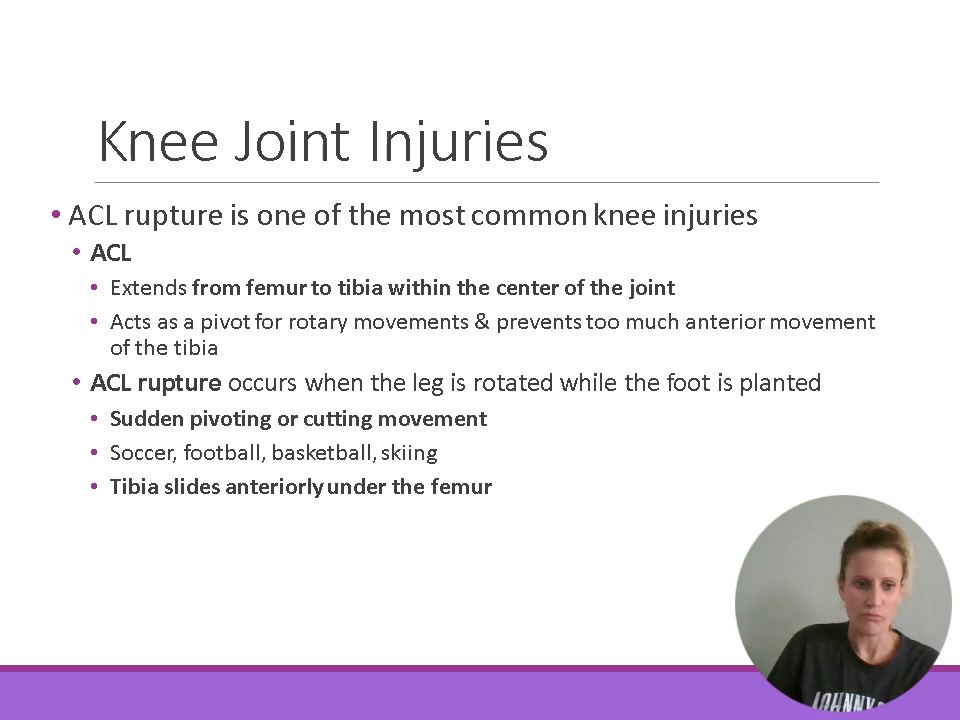 Knee Joint Injuries
• ACL rupture is one of the most common knee injuries
• ACL
• Extends from femur to tibia within the center of the joint
• Acts as a pivot for rotary movements & prevents too much anterior movement
of the tibia
• ACL rupture occurs when the leg is rotated while the foot is planted
• Sudden pivoting or cutting movement
• Soccer, football, basketball, skiing
• Tibia slides anteriorly under the femur